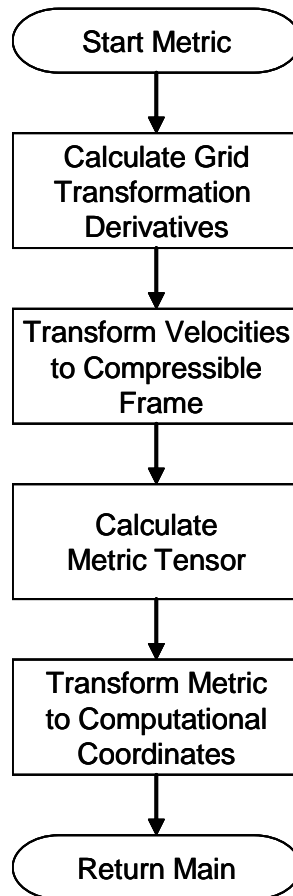 Start Metric
Calculate Grid
Transformation
Derivatives
Transform Velocities
to Compressible
Frame
Calculate
Metric Tensor
Transform Metric
to Computational
Coordinates
Return Main